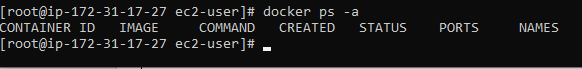 [root@ip-172-31-17-27 ec2-user]# docker ps -a
CONTAINER ID   IMAGE     COMMAND   CREATED   STATUS    PORTS     NAMES
[root@ip-172-31-17-27 ec2-user]#